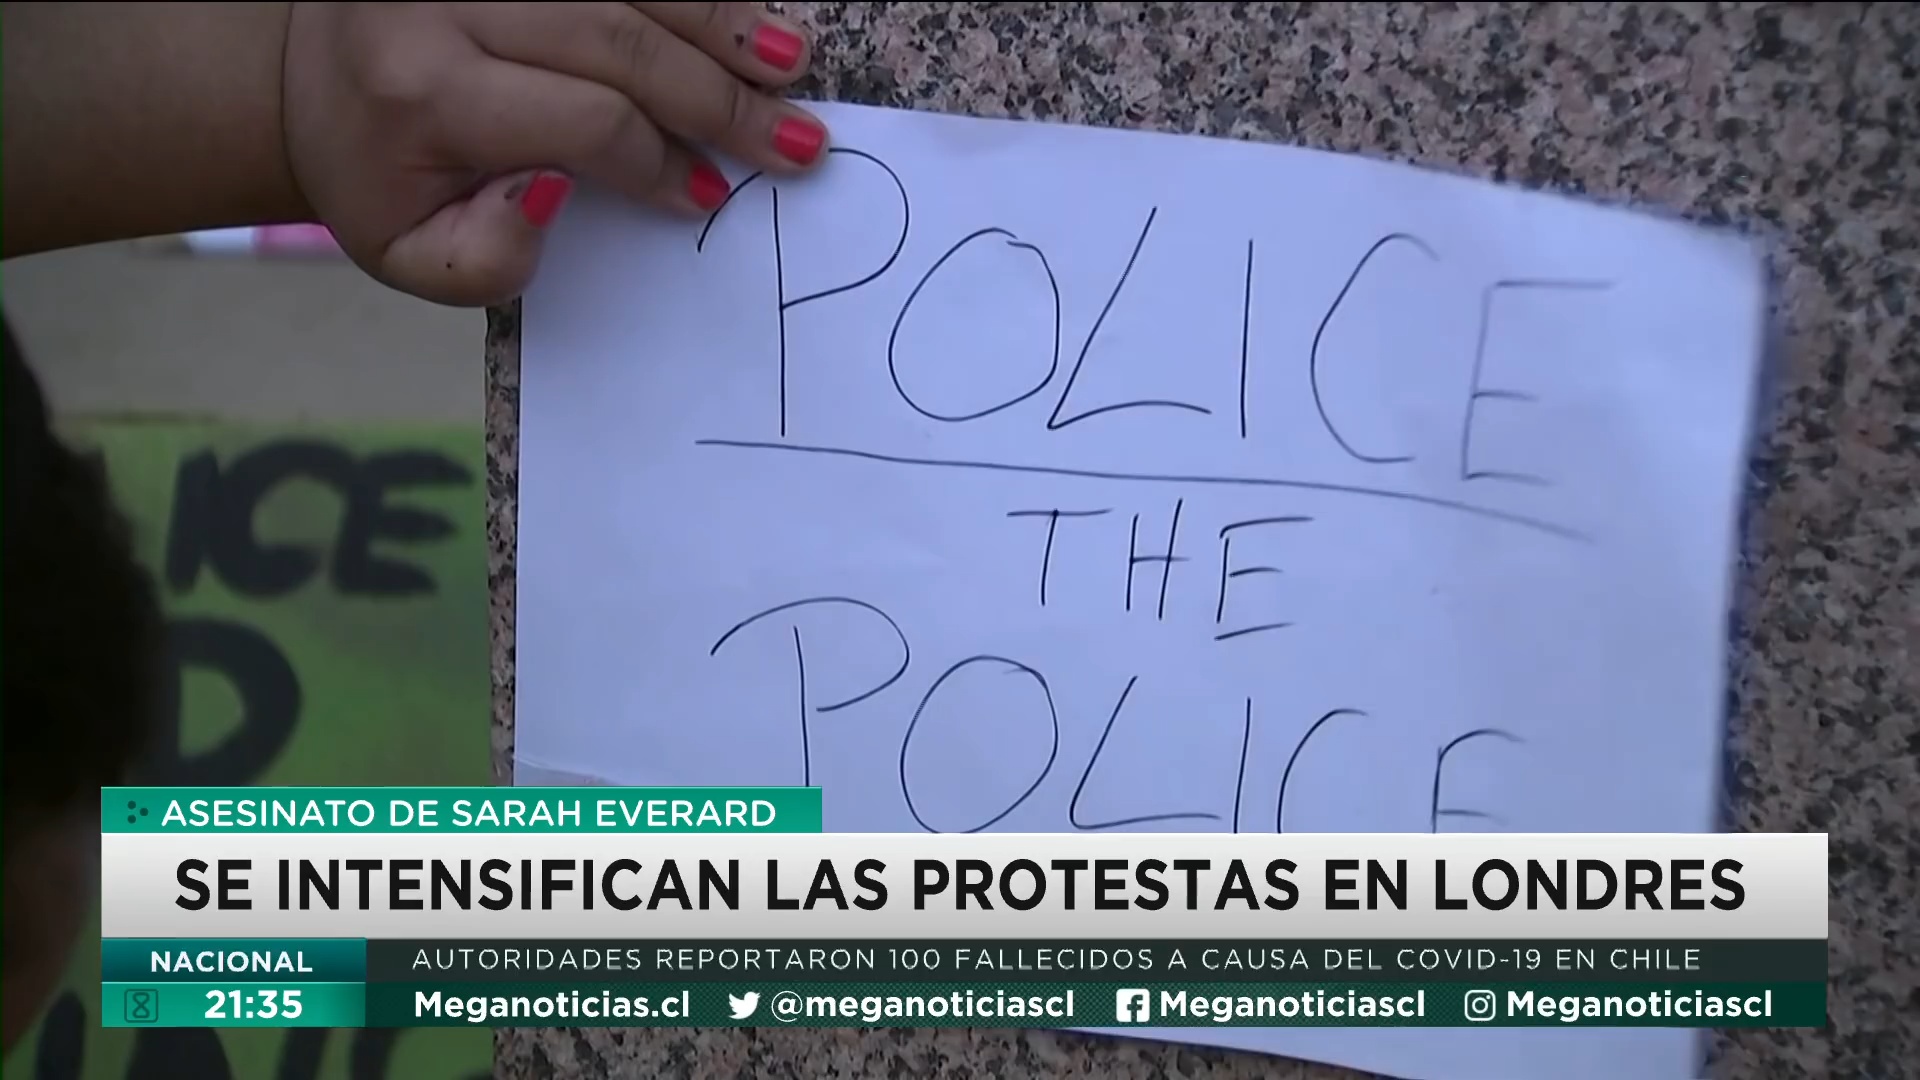 POLICE
THE
POLICE
ICE
ASESINATO DE SARAH EVERARD
SE INTENSIFICAN LAS PROTESTAS EN LONDRES
NACIONAL
AUTORIDADES REPORTARON 100 FALLECIDOS A CAUSA DEL COVID-19 EN CHILE
21:35
Meganoticias.cl @meganoticiascl Meganoticiascl Meganoticiascl